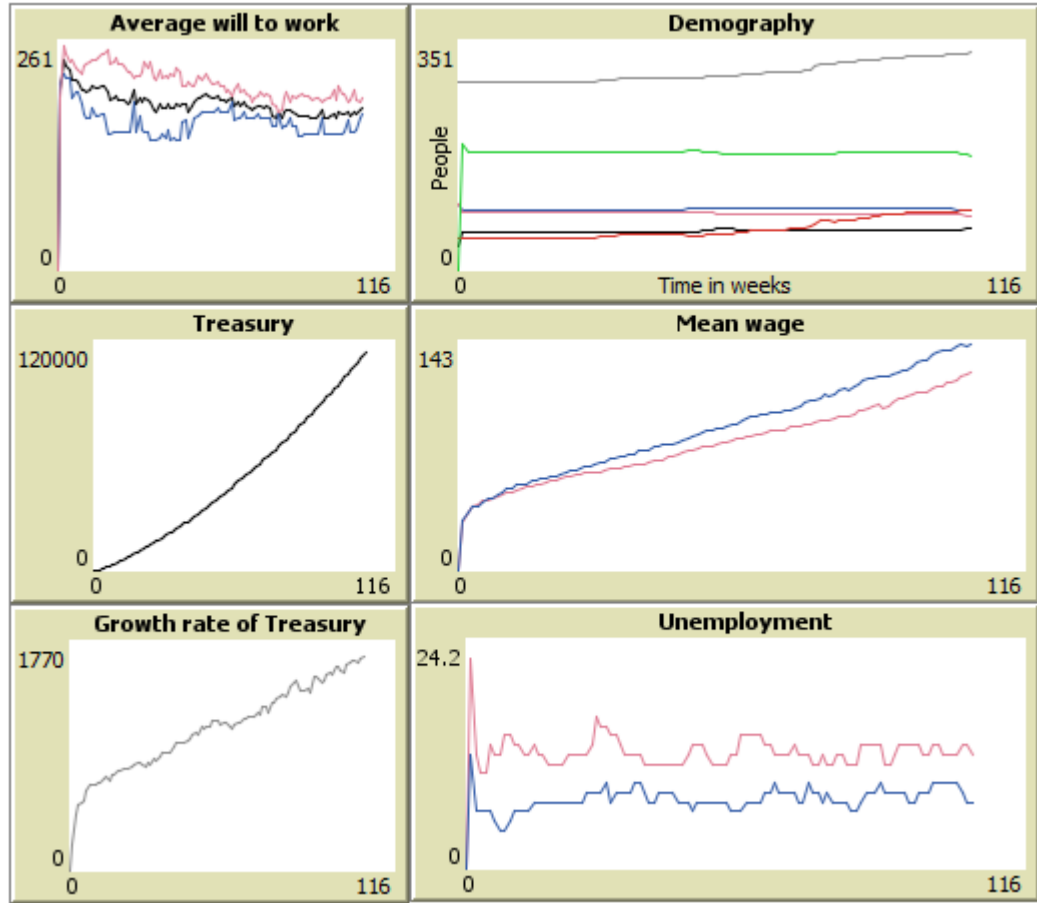 Average will to work
261
0
0 116
Demography
351
People
0
0 Time in weeks 116
Treasury
120000
0
0 116
Mean wage
143
0
0 116
Growth rate of Treasury
1770
0
0 116
Unemployment
24.2
0
0 116